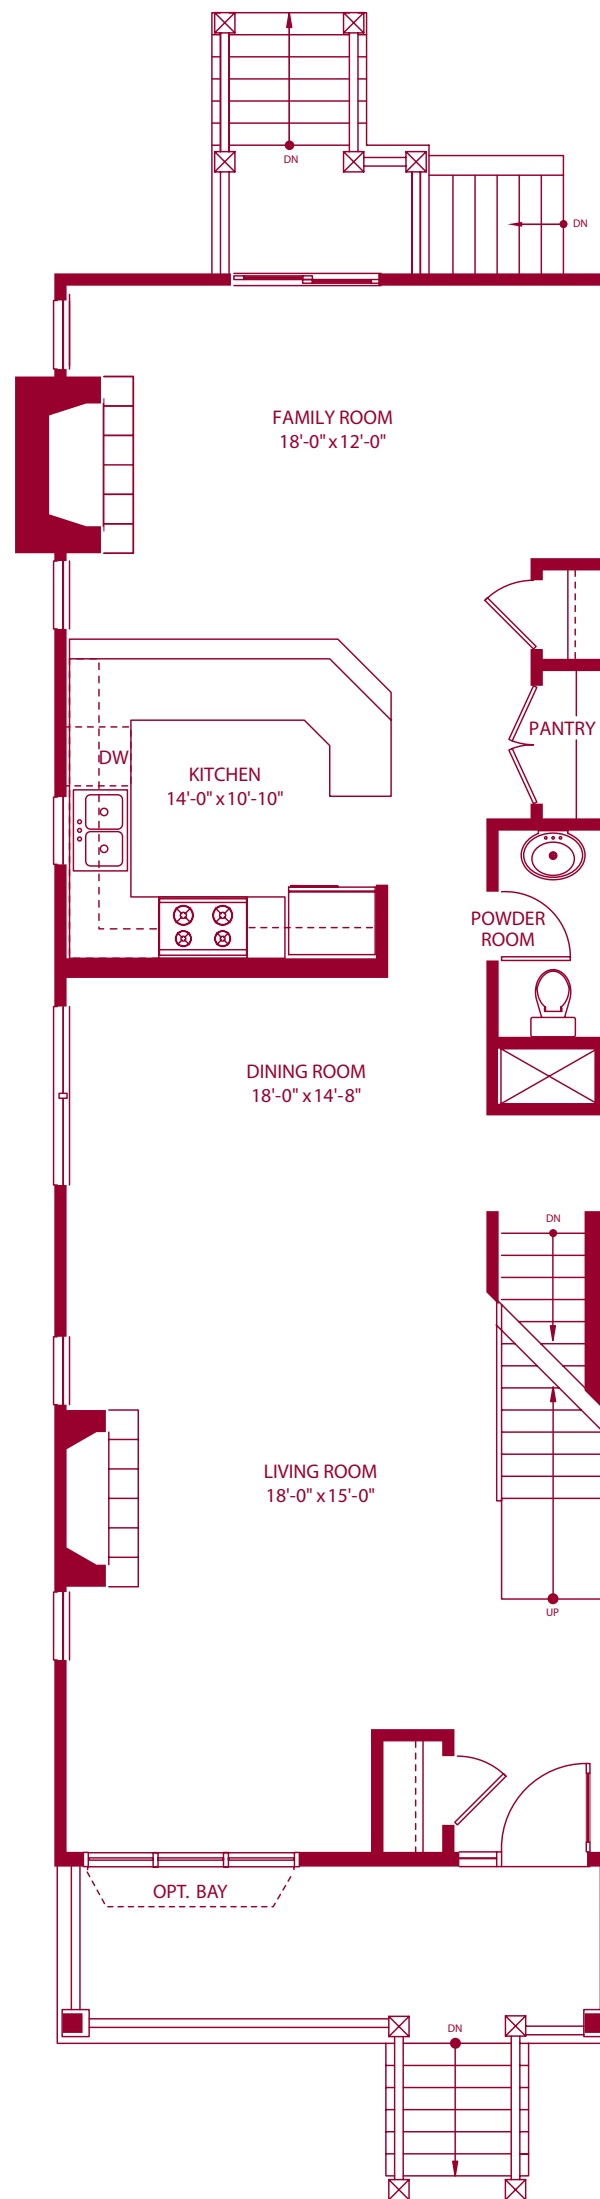 DN
DN
FAMILY ROOM
18'-0" x 12'-0"
PANTRY
DW
KITCHEN
14'-0" x 10'-10"
POWDER
ROOM
DINING ROOM
18'-0" x 14'-8"
DN
LIVING ROOM
18'-0" x 15'-0"
UP
OPT. BAY
DN